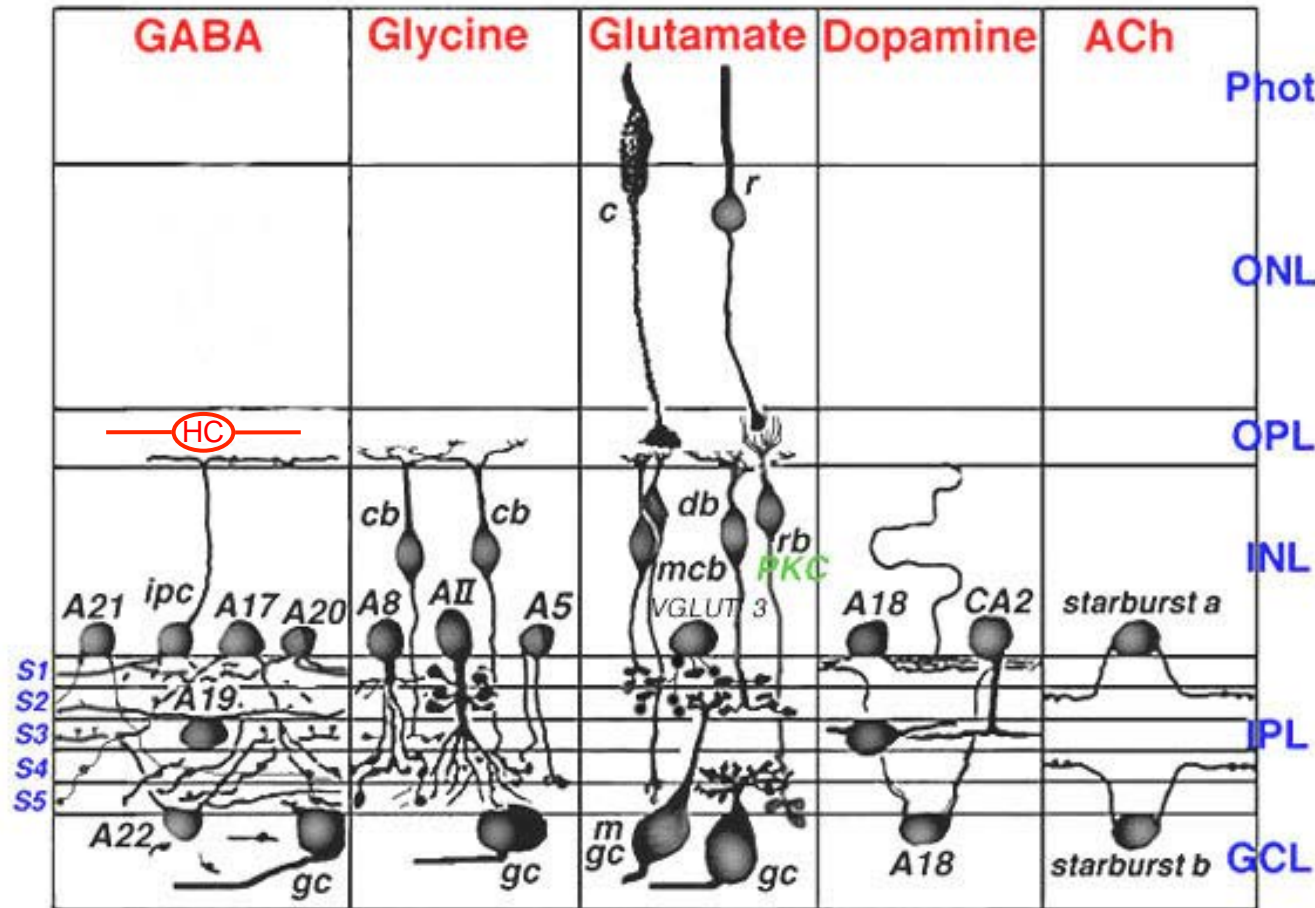 GABA Glycine Glutamate Dopamine ACh
Phot
c r
ONL
HC
OPL
cb cb db rb
mcb PKC
INL
A21 ipc A17 A20 A8 AII A5 VGLUT 3 A18 CA2 starburst a
S1
S2 A19
S3 IPL
S4
S5
A22 gc gc m gc gc A18 starburst b GCL